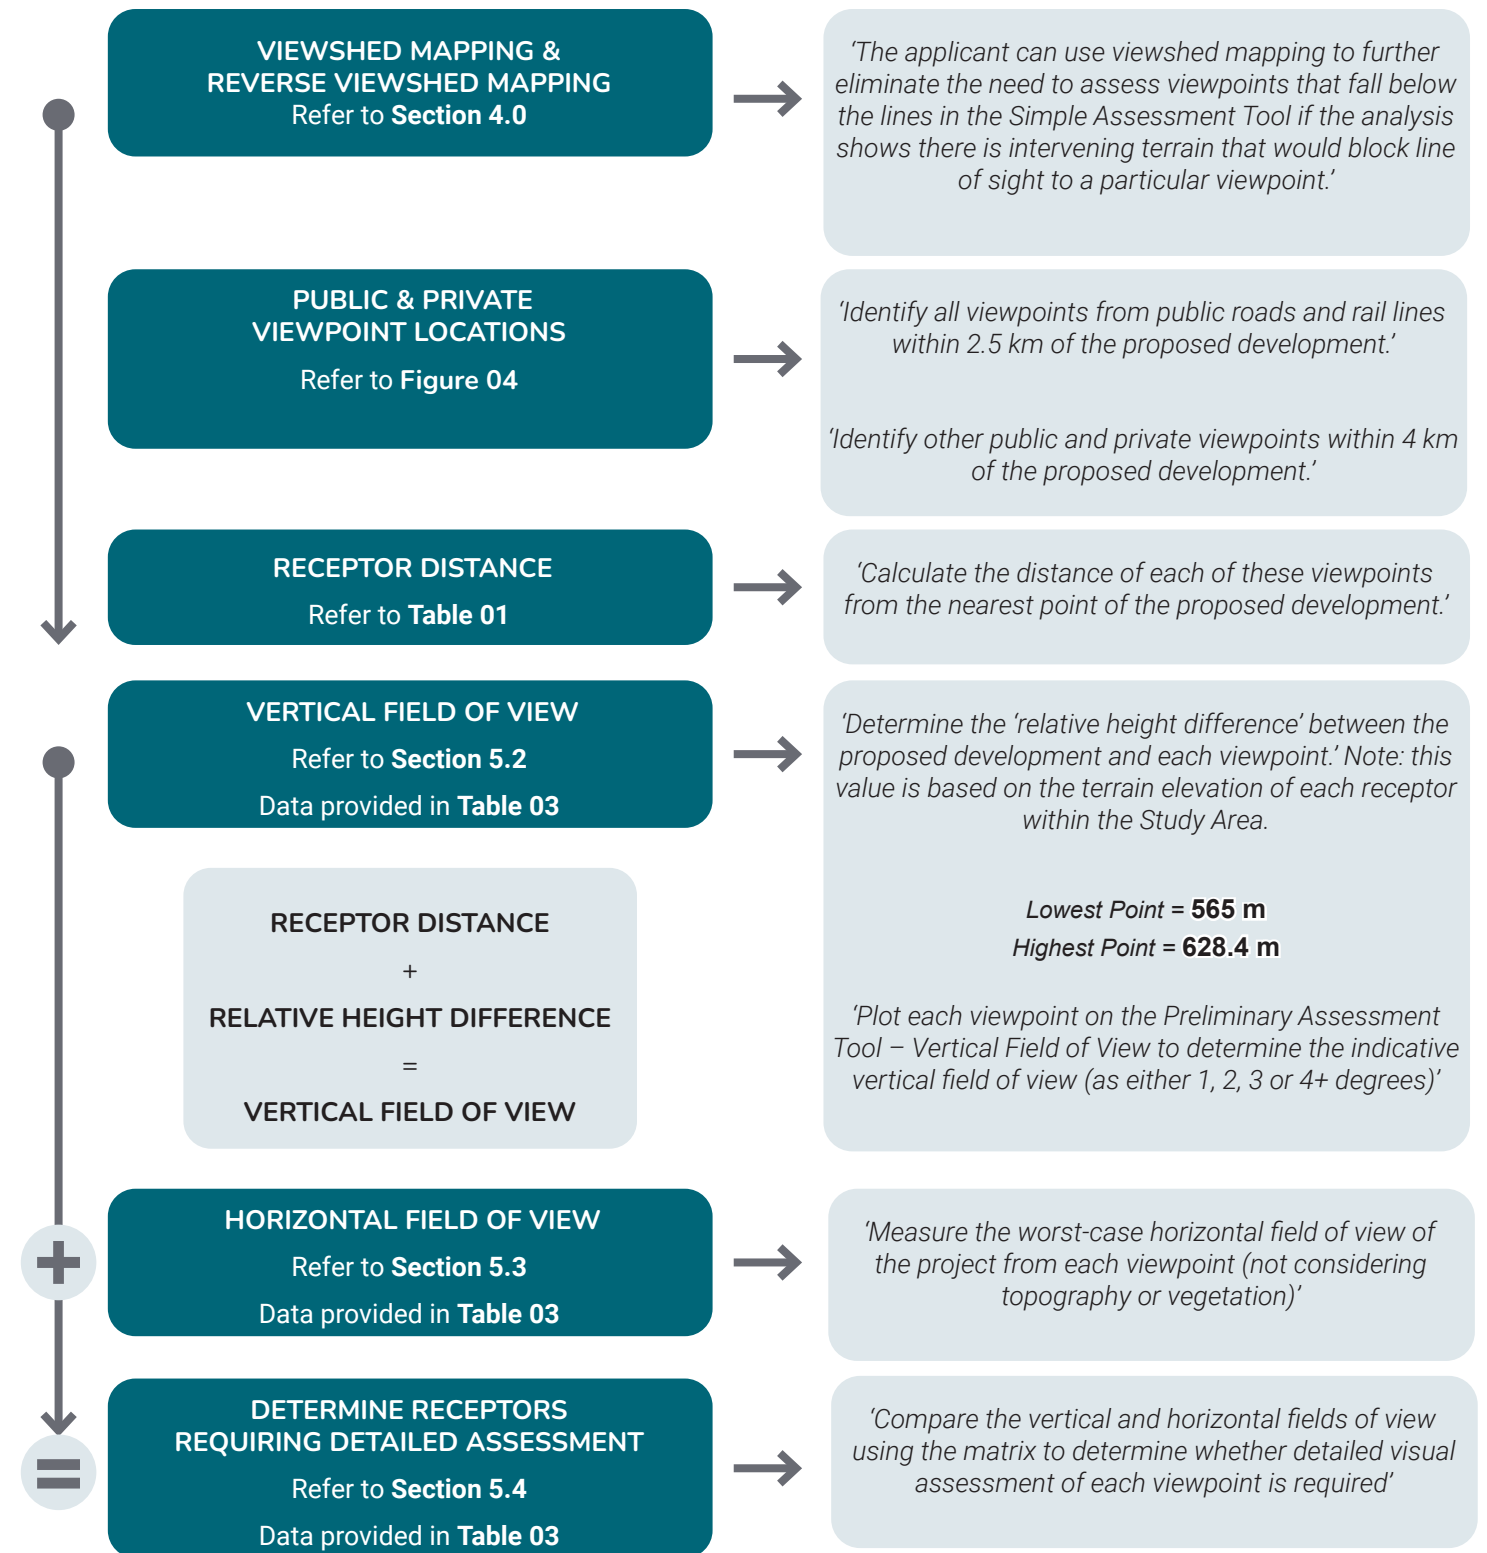 VIEWSHED MAPPING &
REVERSE VIEWSHED MAPPING
Refer to Section 4.0
‘The applicant can use viewshed mapping to further
eliminate the need to assess viewpoints that fall below
the lines in the Simple Assessment Tool if the analysis
shows there is intervening terrain that would block line
of sight to a particular viewpoint.’
PUBLIC & PRIVATE
VIEWPOINT LOCATIONS
Refer to Figure 04
‘Identify all viewpoints from public roads and rail lines
within 2.5 km of the proposed development.’
‘Identify other public and private viewpoints within 4 km
of the proposed development.’
RECEPTOR DISTANCE
Refer to Table 01
‘Calculate the distance of each of these viewpoints
from the nearest point of the proposed development.’
VERTICAL FIELD OF VIEW
Refer to Section 5.2
Data provided in Table 03
‘Determine the ‘relative height difference’ between the
proposed development and each viewpoint.’ Note: this
value is based on the terrain elevation of each receptor
within the Study Area.
Lowest Point = 565 m
Highest Point = 628.4 m
‘Plot each viewpoint on the Preliminary Assessment
Tool – Vertical Field of View to determine the indicative
vertical field of view (as either 1, 2, 3 or 4+ degrees)’
RECEPTOR DISTANCE
+
RELATIVE HEIGHT DIFFERENCE
=
VERTICAL FIELD OF VIEW
+
HORIZONTAL FIELD OF VIEW
Refer to Section 5.3
Data provided in Table 03
‘Measure the worst-case horizontal field of view of
the project from each viewpoint (not considering
topography or vegetation)’
=
DETERMINE RECEPTORS
REQUIRING DETAILED ASSESSMENT
Refer to Section 5.4
Data provided in Table 03
‘Compare the vertical and horizontal fields of view
using the matrix to determine whether detailed visual
assessment of each viewpoint is required’